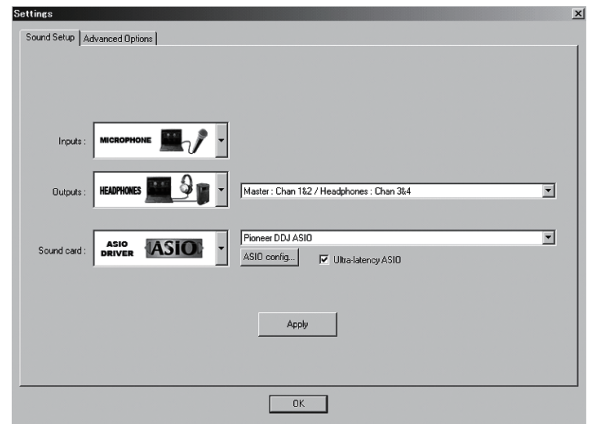 Settings
Sound Setup Advanced Options
Inputs : MICROPHONE
Outputs : HEADPHONES Master : Chan 1&2 / Headphones : Chan 3&4
Sound card : ASIO DRIVER ASIO Pioneer DDJ ASIO
ASIO config... Ultra-latency ASIO
Apply
OK